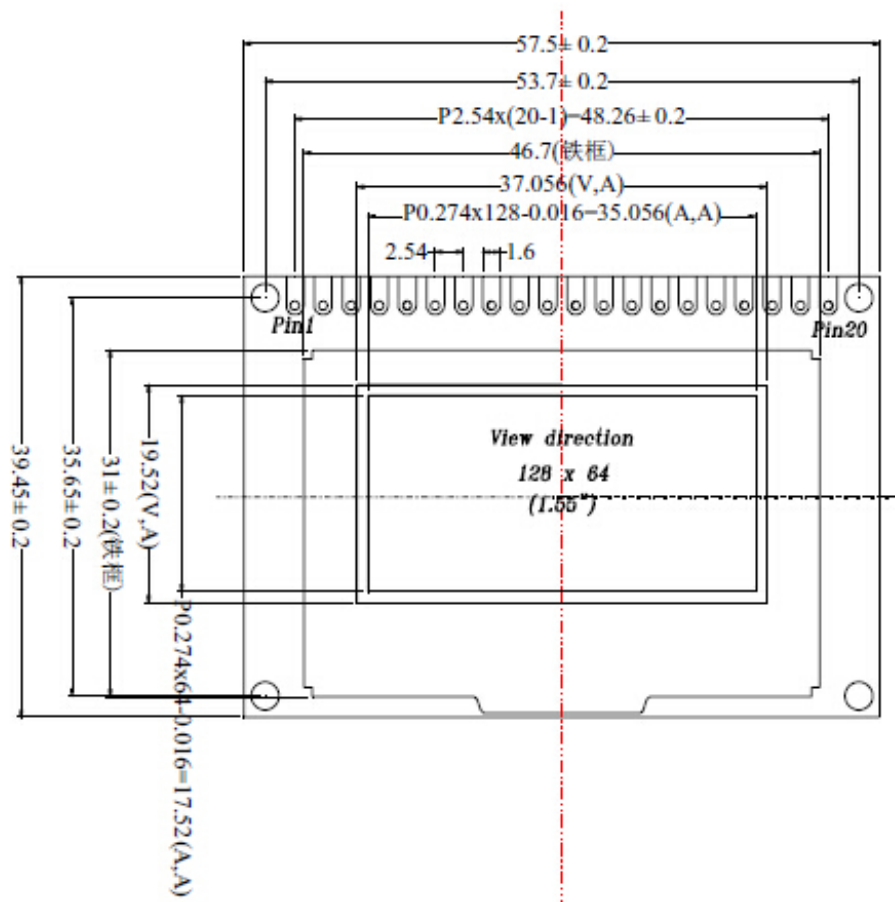 57.5± 0.2
53.7± 0.2
P2.54x(20-1)=48.26± 0.2
46.7(铁框)
37.056(V,A)
P0.274x128-0.016=35.056(A,A)
2.54
1.6
Pin1
Pin20
39.45± 0.2
35.65± 0.2
31± 0.2(铁框)
19.52(V,A)
P0.274x64-0.016=17.52(A,A)
View direction
128 x 64
(1.55")